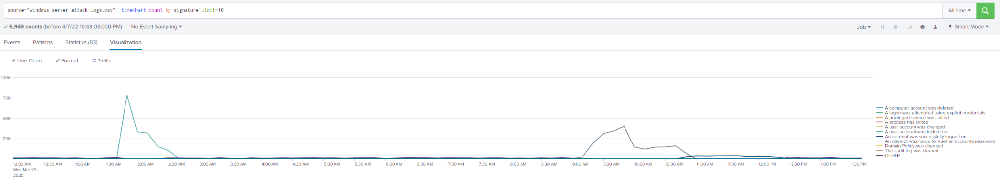 source="windows_server_attack_logs.csv"| timechart count by signature limit=10
All time
5,949 events (before 4/7/22 10:43:03.000 PM) No Event Sampling
Job
Smart Mode
Events Patterns Statistics (83) Visualization
Line Chart Format Trellis
1,000
750
500
250
12:00 AM 12:30 AM 1:00 AM 1:30 AM 2:00 AM 2:30 AM 3:00 AM 3:30 AM 4:00 AM 4:30 AM 5:00 AM 5:30 AM 6:00 AM 6:30 AM 7:00 AM 7:30 AM 8:00 AM 8:30 AM 9:00 AM 9:30 AM 10:00 AM 10:30 AM 11:00 AM 11:30 AM 12:00 PM 12:30 PM 1:00 PM 1:30 PM
Wed Mar 25
2020
A computer account was deleted
A logon was attempted using explicit credentials
A privileged service was called
A process has exited
A user account was changed
A user account was locked out
An account was successfully logged on
An attempt was made to reset an accounts password
Domain Policy was changed
The audit log was cleared
OTHER